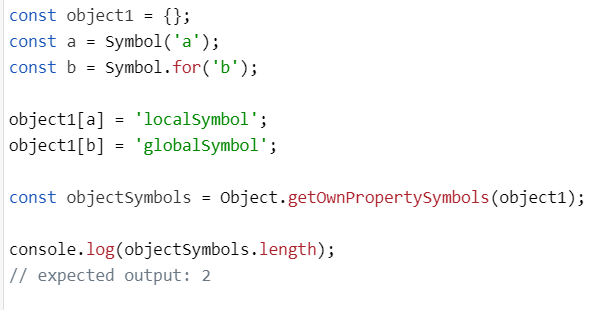 const object1 = {};
const a = Symbol('a');
const b = Symbol.for('b');
object1[a] = 'localSymbol';
object1[b] = 'globalSymbol';
const objectSymbols = Object.getOwnPropertySymbols(object1);
console.log(objectSymbols.length);
// expected output: 2